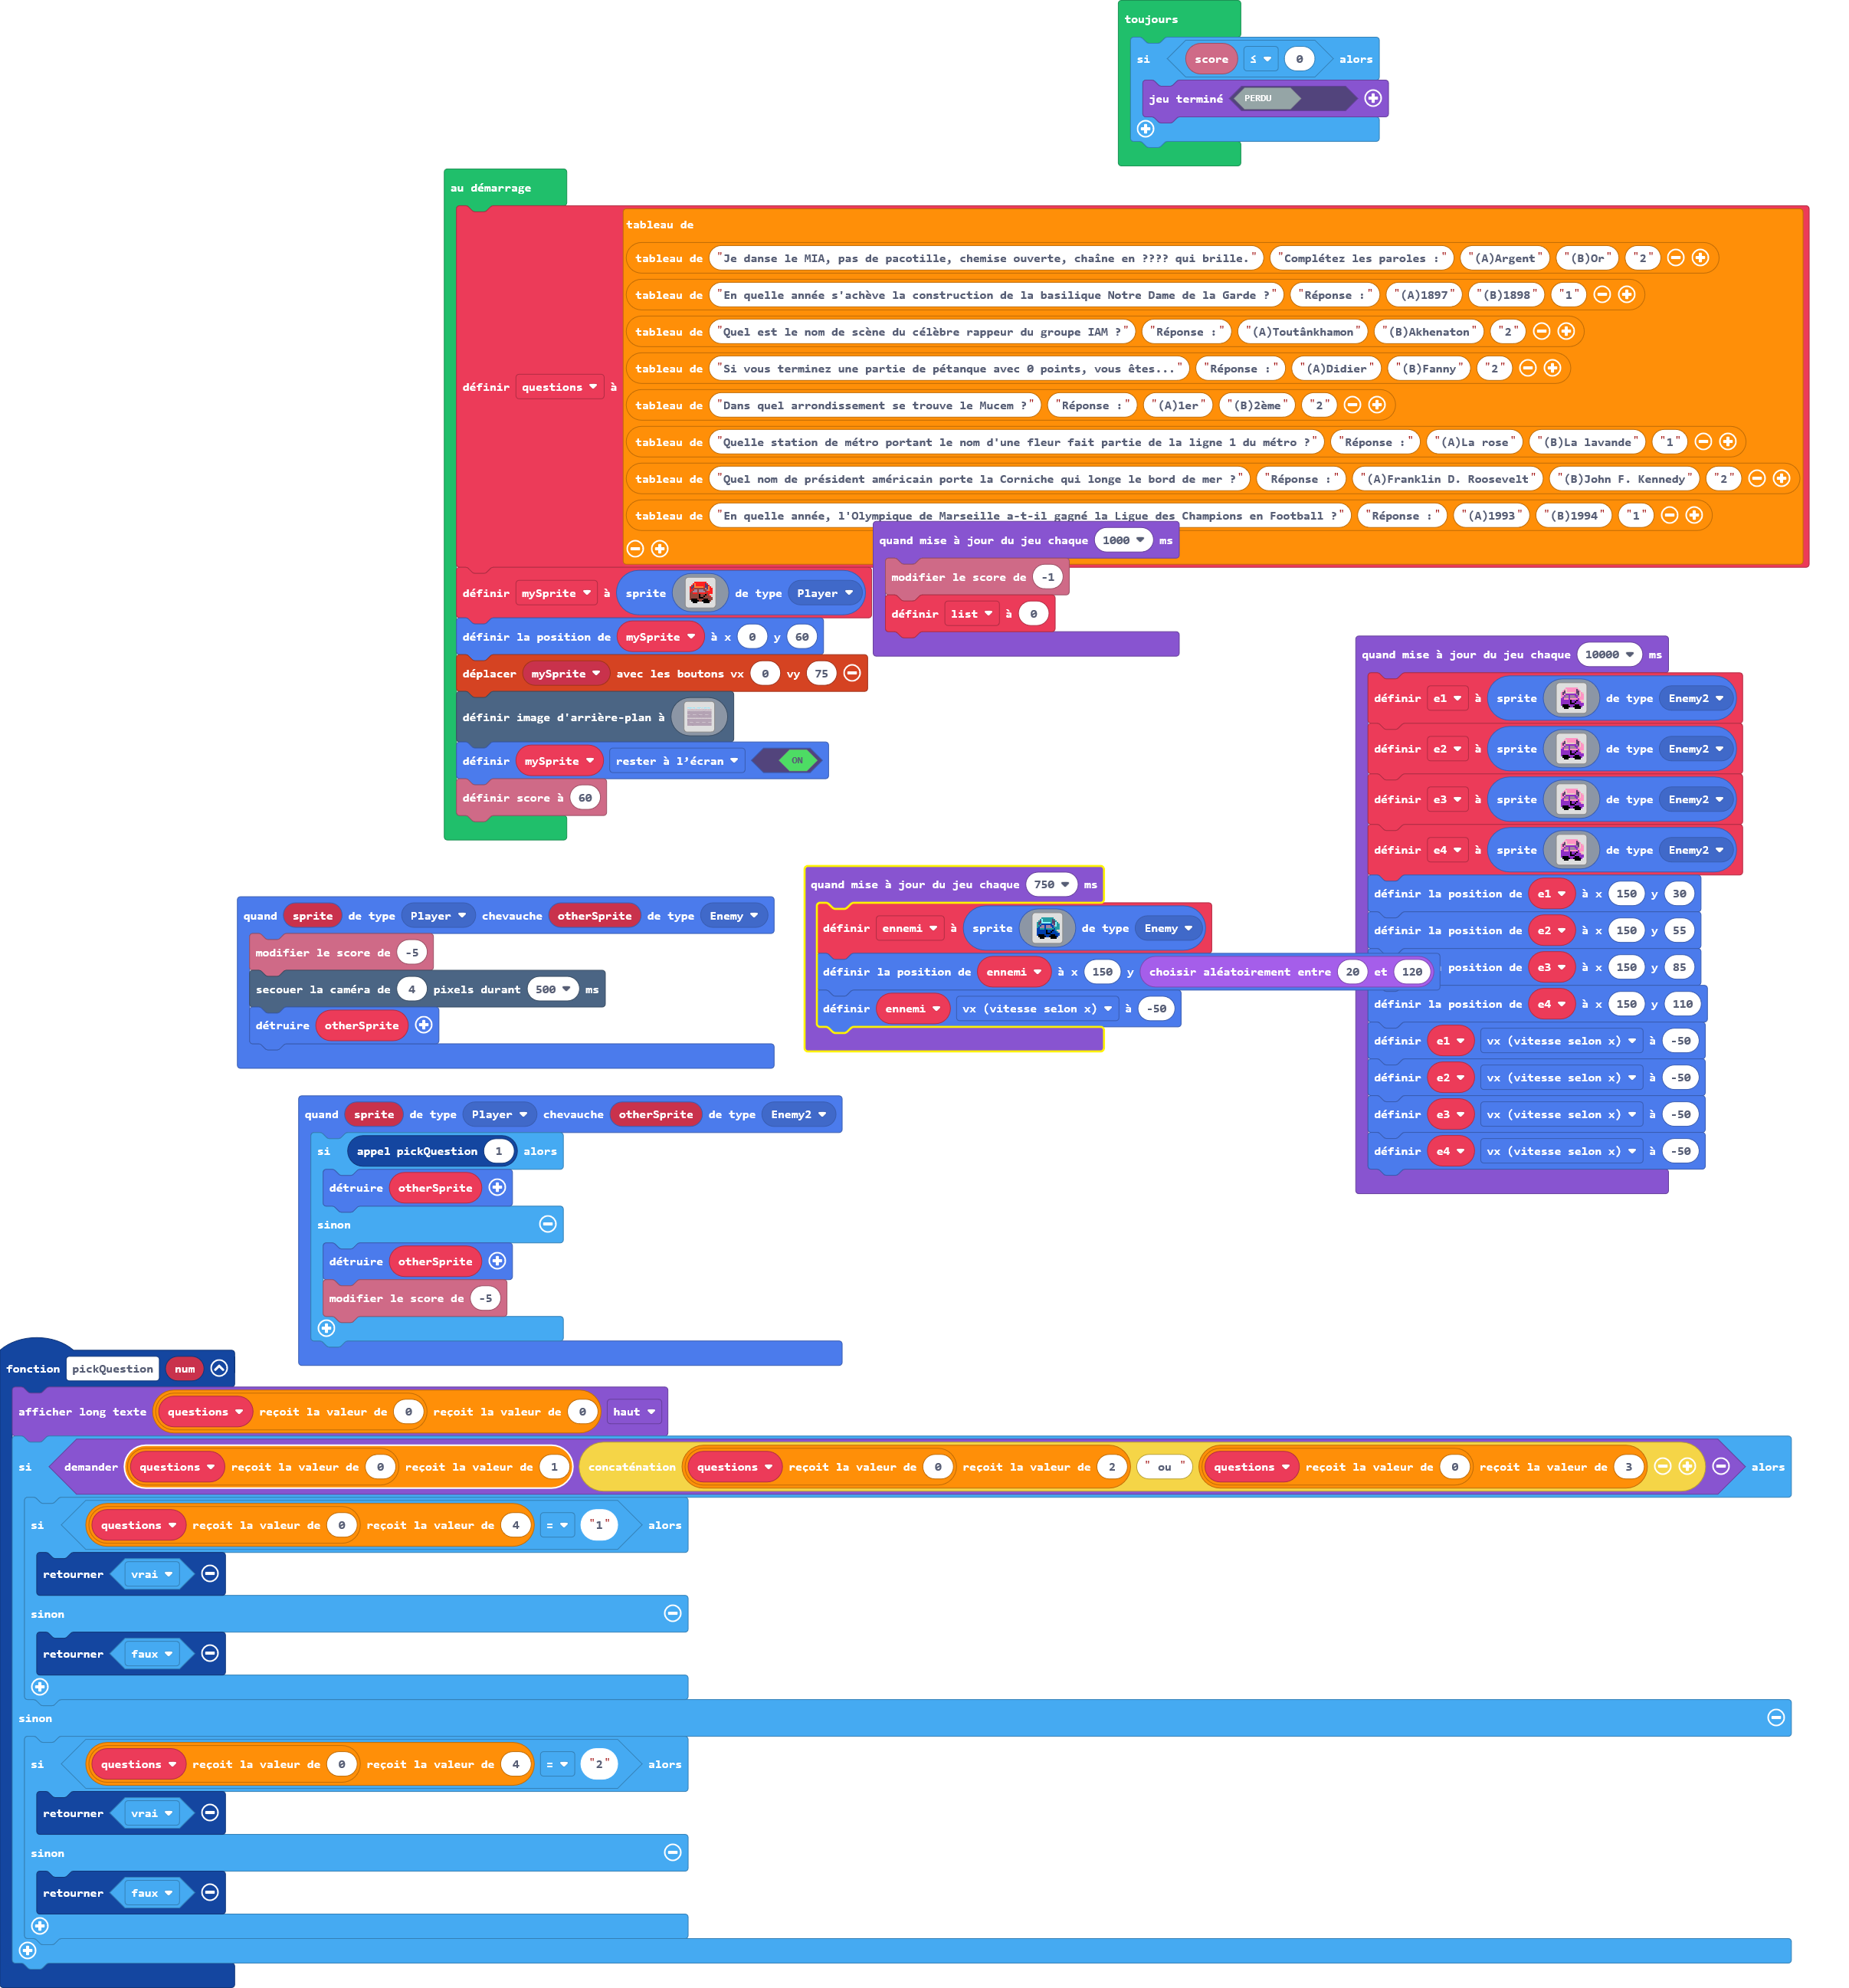 toujours
si score ≤ 0 alors
jeu terminé PERDU
au démarrage
définir questions à
tableau de
tableau de "Je danse le MIA, pas de pacotille, chemise ouverte, chaîne en ???? qui brille." "Complétez les paroles :" "(A)Argent" "(B)Or" "2"
tableau de "En quelle année s'achève la construction de la basilique Notre Dame de la Garde ?" "Réponse :" "(A)1897" "(B)1898" "1"
tableau de "Quel est le nom de scène du célèbre rappeur du groupe IAM ?" "Réponse :" "(A)Toutânkhamon" "(B)Akhenaton" "2"
tableau de "Si vous terminez une partie de pétanque avec 0 points, vous êtes..." "Réponse :" "(A)Didier" "(B)Fanny" "2"
tableau de "Dans quel arrondissement se trouve le Mucem ?" "Réponse :" "(A)1er" "(B)2ème" "2"
tableau de "Quelle station de métro portant le nom d'une fleur fait partie de la ligne 1 du métro ?" "Réponse :" "(A)La rose" "(B)La lavande" "1"
tableau de "Quel nom de président américain porte la Corniche qui longe le bord de mer ?" "Réponse :" "(A)Franklin D. Roosevelt" "(B)John F. Kennedy" "2"
tableau de "En quelle année, l'Olympique de Marseille a-t-il gagné la Ligue des Champions en Football ?" "Réponse :" "(A)1993" "(B)1994" "1"
définir mySprite à sprite de type Player
définir la position de mySprite à x 0 y 60
déplacer mySprite avec les boutons vx 0 vy 75
définir image d'arrière-plan à
définir mySprite rester à l'écran ON
définir score à 60
quand mise à jour du jeu chaque 1000 ms
modifier le score de -1
définir list à 0
quand mise à jour du jeu chaque 10000 ms
définir e1 à sprite de type Enemy2
définir e2 à sprite de type Enemy2
définir e3 à sprite de type Enemy2
définir e4 à sprite de type Enemy2
définir la position de e1 à x 150 y 30
définir la position de e2 à x 150 y 55
position de e3 à x 150 y 85
définir la position de e4 à x 150 y 110
définir e1 vx (vitesse selon x) à -50
définir e2 vx (vitesse selon x) à -50
définir e3 vx (vitesse selon x) à -50
définir e4 vx (vitesse selon x) à -50
quand mise à jour du jeu chaque 750 ms
définir ennemi à sprite de type Enemy
définir la position de ennemi à x 150 y choisir aléatoirement entre 20 et 120
définir ennemi vx (vitesse selon x) à -50
quand sprite de type Player chevauche otherSprite de type Enemy
modifier le score de -5
secouer la caméra de 4 pixels durant 500 ms
détruire otherSprite
quand sprite de type Player chevauche otherSprite de type Enemy2
si appel pickQuestion 1 alors
détruire otherSprite
sinon
détruire otherSprite
modifier le score de -5
fonction pickQuestion num
afficher long texte questions reçoit la valeur de 0 reçoit la valeur de 0 haut
si demander questions reçoit la valeur de 0 reçoit la valeur de 1 concaténation questions reçoit la valeur de 0 reçoit la valeur de 2 " ou " questions reçoit la valeur de 0 reçoit la valeur de 3 alors
si questions reçoit la valeur de 0 reçoit la valeur de 4 = "1" alors
retourner vrai
sinon
retourner faux
sinon
si questions reçoit la valeur de 0 reçoit la valeur de 4 = "2" alors
retourner vrai
sinon
retourner faux